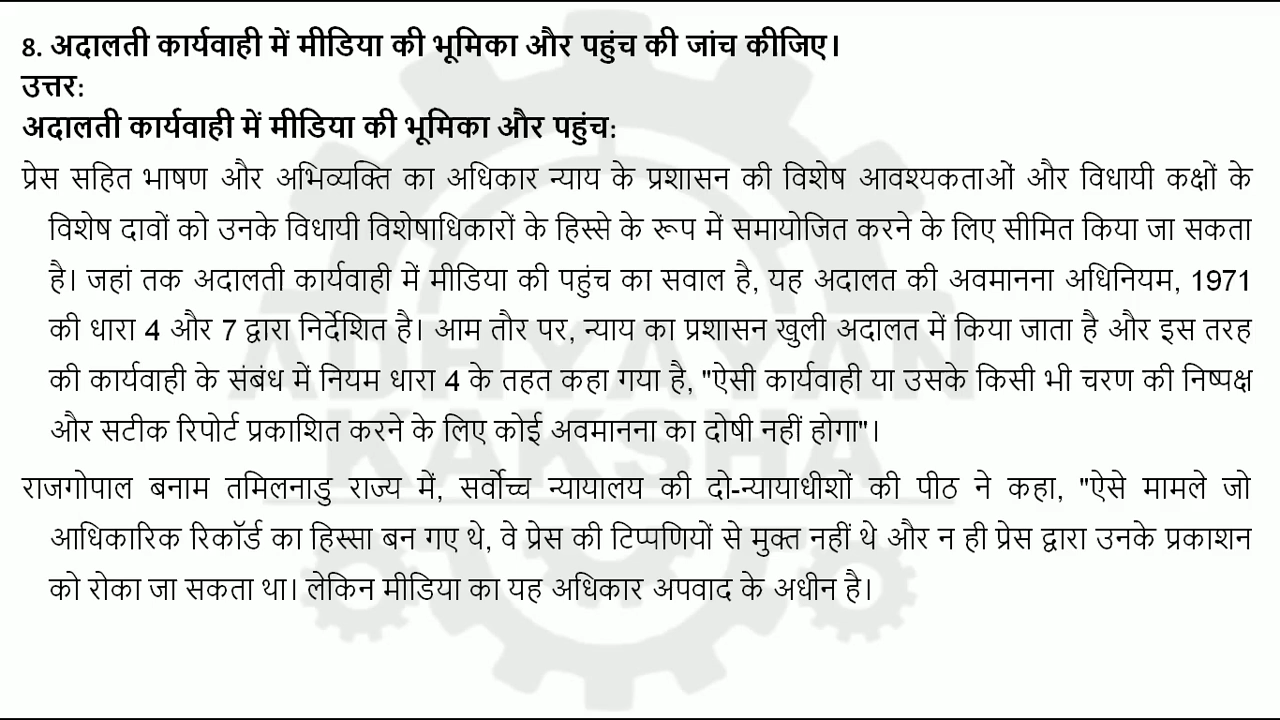 8. अदालती कार्यवाही में मीडिया की भूमिका और पहुंच की जांच कीजिए।
उत्तर:
अदालती कार्यवाही में मीडिया की भूमिका और पहुंच:
प्रेस सहित भाषण और अभिव्यक्ति का अधिकार न्याय के प्रशासन की विशेष आवश्यकताओं और विधायी कक्षों के
विशेष दावों को उनके विधायी विशेषाधिकारों के हिस्से के रूप में समायोजित करने के लिए सीमित किया जा सकता
है। जहां तक अदालती कार्यवाही में मीडिया की पहुंच का सवाल है, यह अदालत की अवमानना अधिनियम, 1971
की धारा 4 और 7 द्वारा निर्देशित है। आम तौर पर, न्याय का प्रशासन खुली अदालत में किया जाता है और इस तरह
की कार्यवाही के संबंध में नियम धारा 4 के तहत कहा गया है, "ऐसी कार्यवाही या उसके किसी भी चरण की निष्पक्ष
और सटीक रिपोर्ट प्रकाशित करने के लिए कोई अवमानना का दोषी नहीं होगा"।
राजगोपाल बनाम तमिलनाडु राज्य में, सर्वोच्च न्यायालय की दो-न्यायाधीशों की पीठ ने कहा, "ऐसे मामले जो
आधिकारिक रिकॉर्ड का हिस्सा बन गए थे, वे प्रेस की टिप्पणियों से मुक्त नहीं थे और न ही प्रेस द्वारा उनके प्रकाशन
को रोका जा सकता था। लेकिन मीडिया का यह अधिकार अपवाद के अधीन है।
ADHYAYAN
KAKSHA